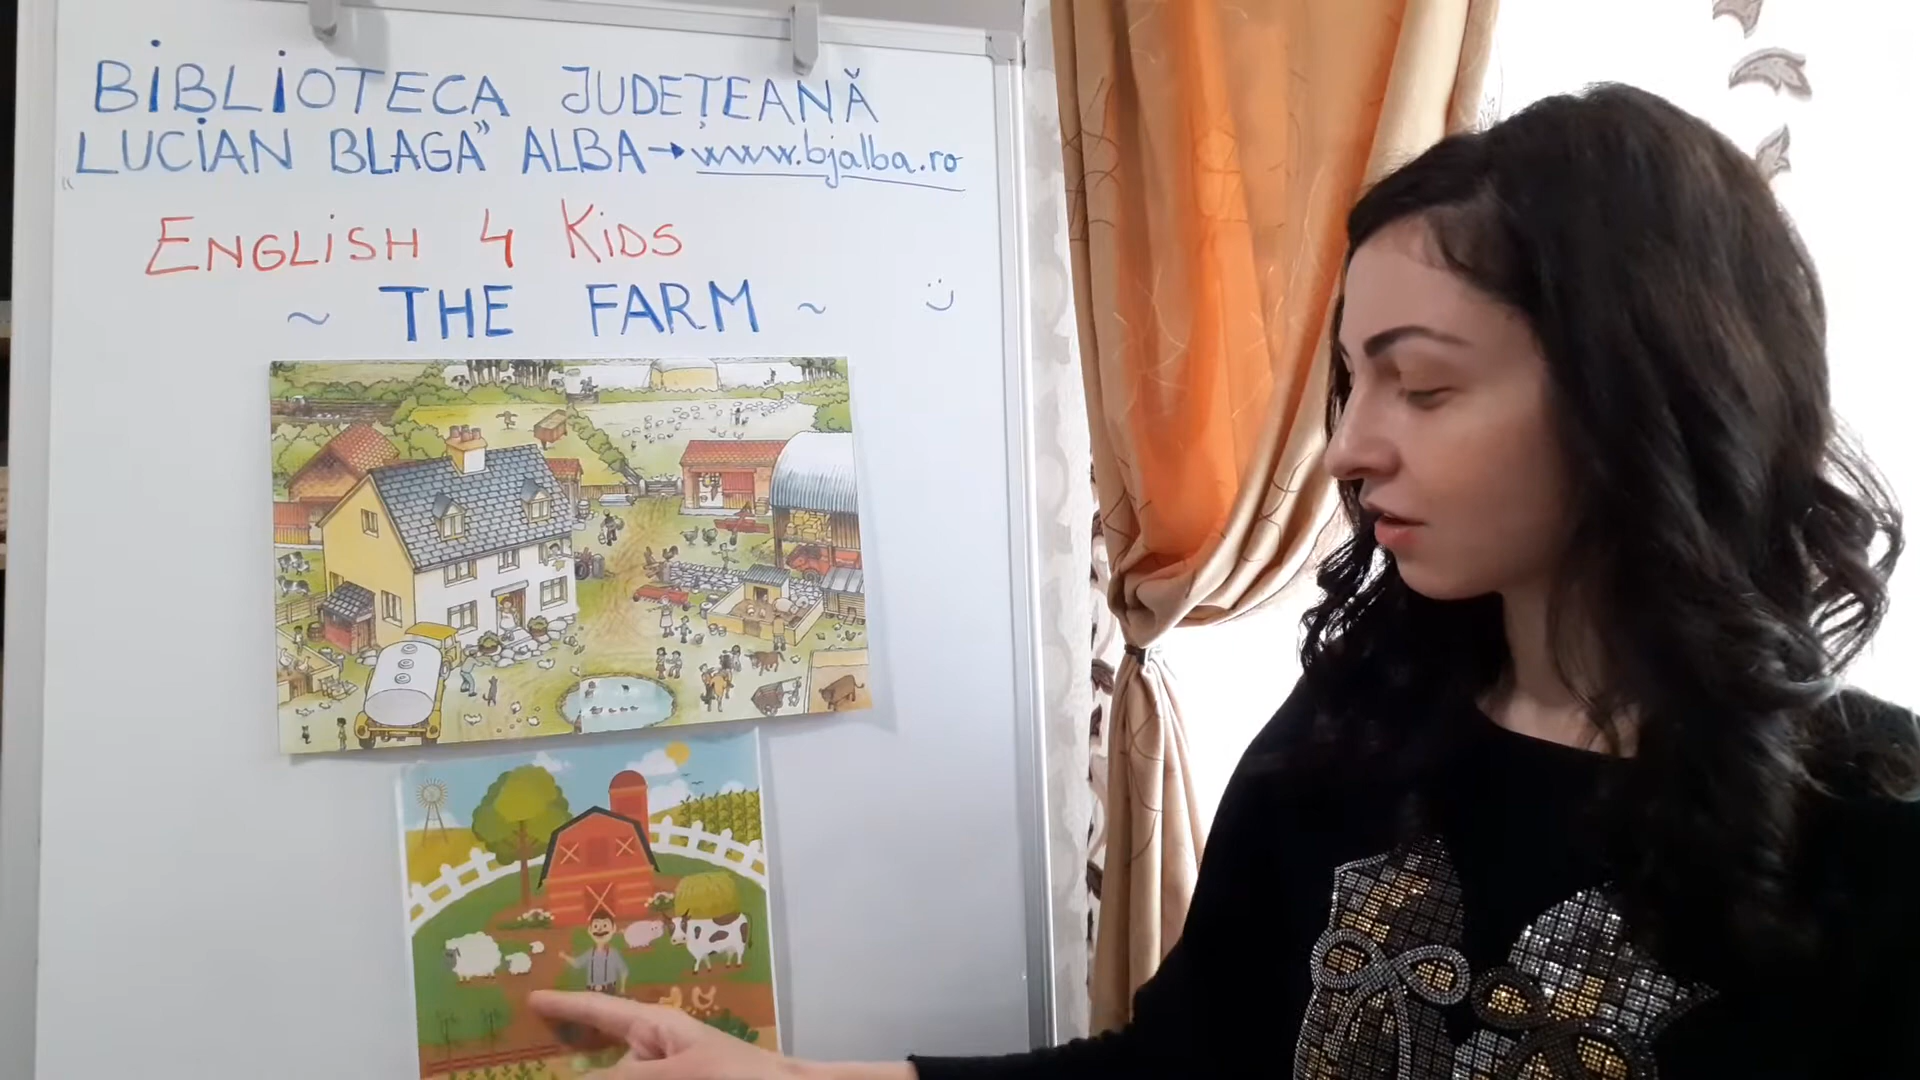 BIBLIOTECA JUDEȚEANĂ
„LUCIAN BLAGA” ALBA→www.bjalba.ro
ENGLISH 4 KIDS
~ THE FARM ~